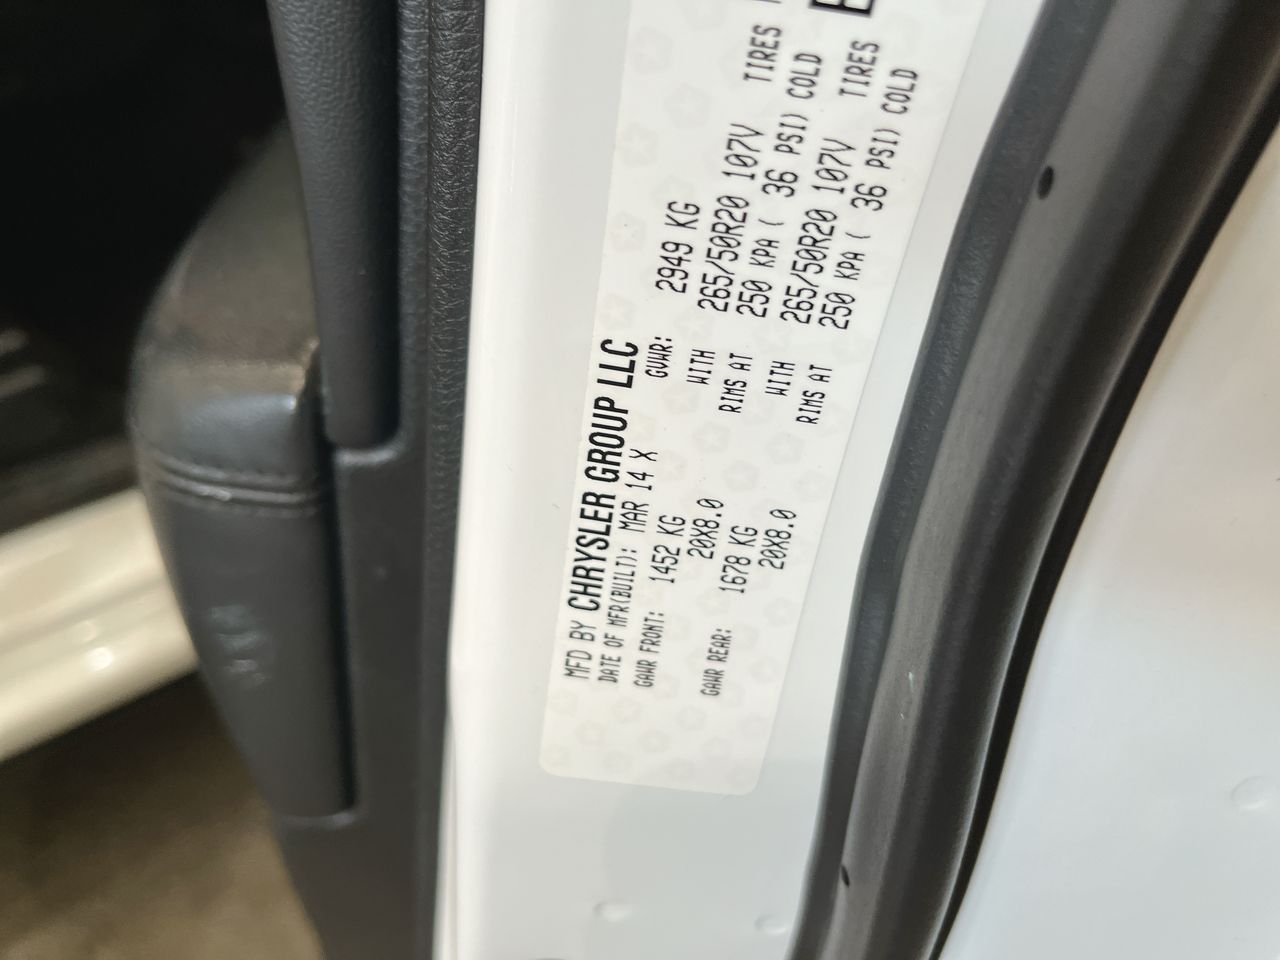 MFD BY CHRYSLER GROUP LLC
DATE OF MFR(BUILT): MAR 14 X GVWR: 2949 KG
GAWR FRONT: 1452 KG WITH 265/50R20 107V TIRES
20X8.0 RIMS AT 250 KPA ( 36 PSI) COLD
GAWR REAR: 1678 KG WITH 265/50R20 107V TIRES
20X8.0 RIMS AT 250 KPA ( 36 PSI) COLD